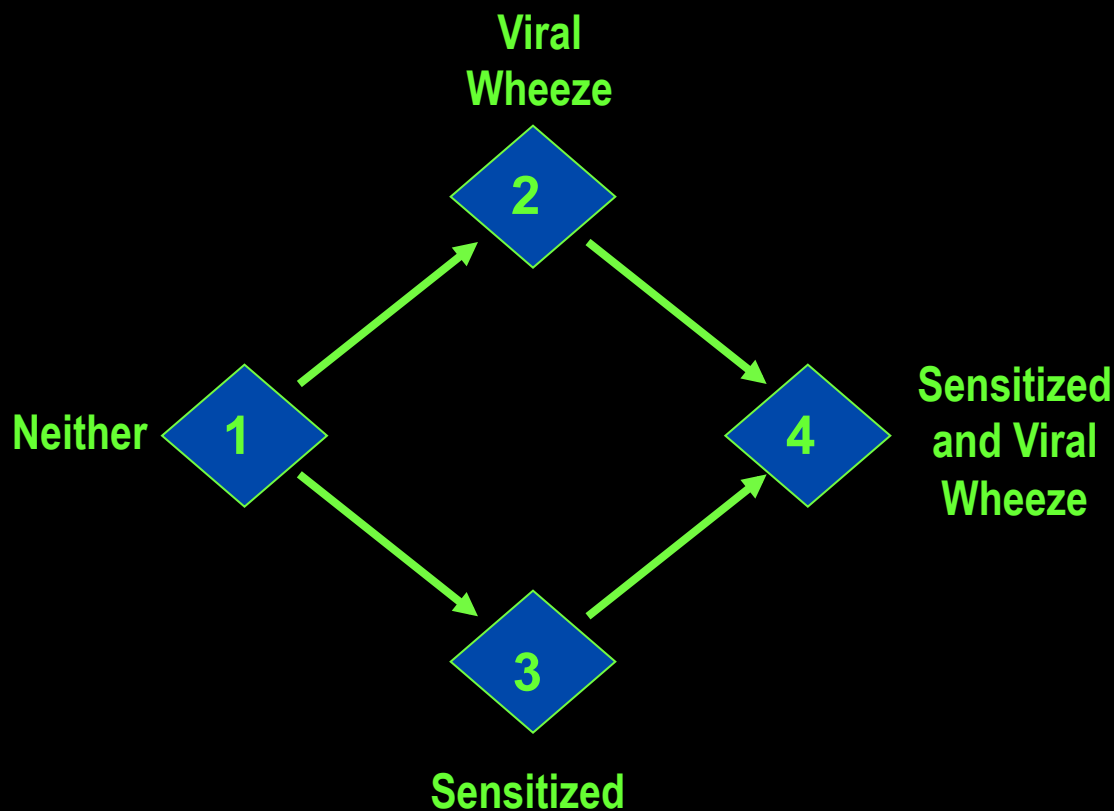 Viral
Wheeze
2
Neither
1
4
Sensitized
and Viral
Wheeze
3
Sensitized